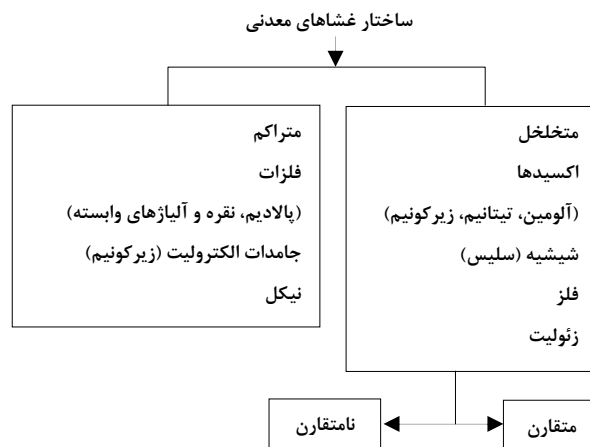 ساختار غشاهای معدنی
متخلخل
اکسیدها
(آلومین، تیتانیم، زیرکونیم)
شیشیه (سلیس)
فلز
زئولیت
متراکم
فلزات
(پالادیم، نقره و آلیاژهای وابسته)
جامدات الکترولیت (زیرکونیم)
نیکل
متقارن
نامتقارن